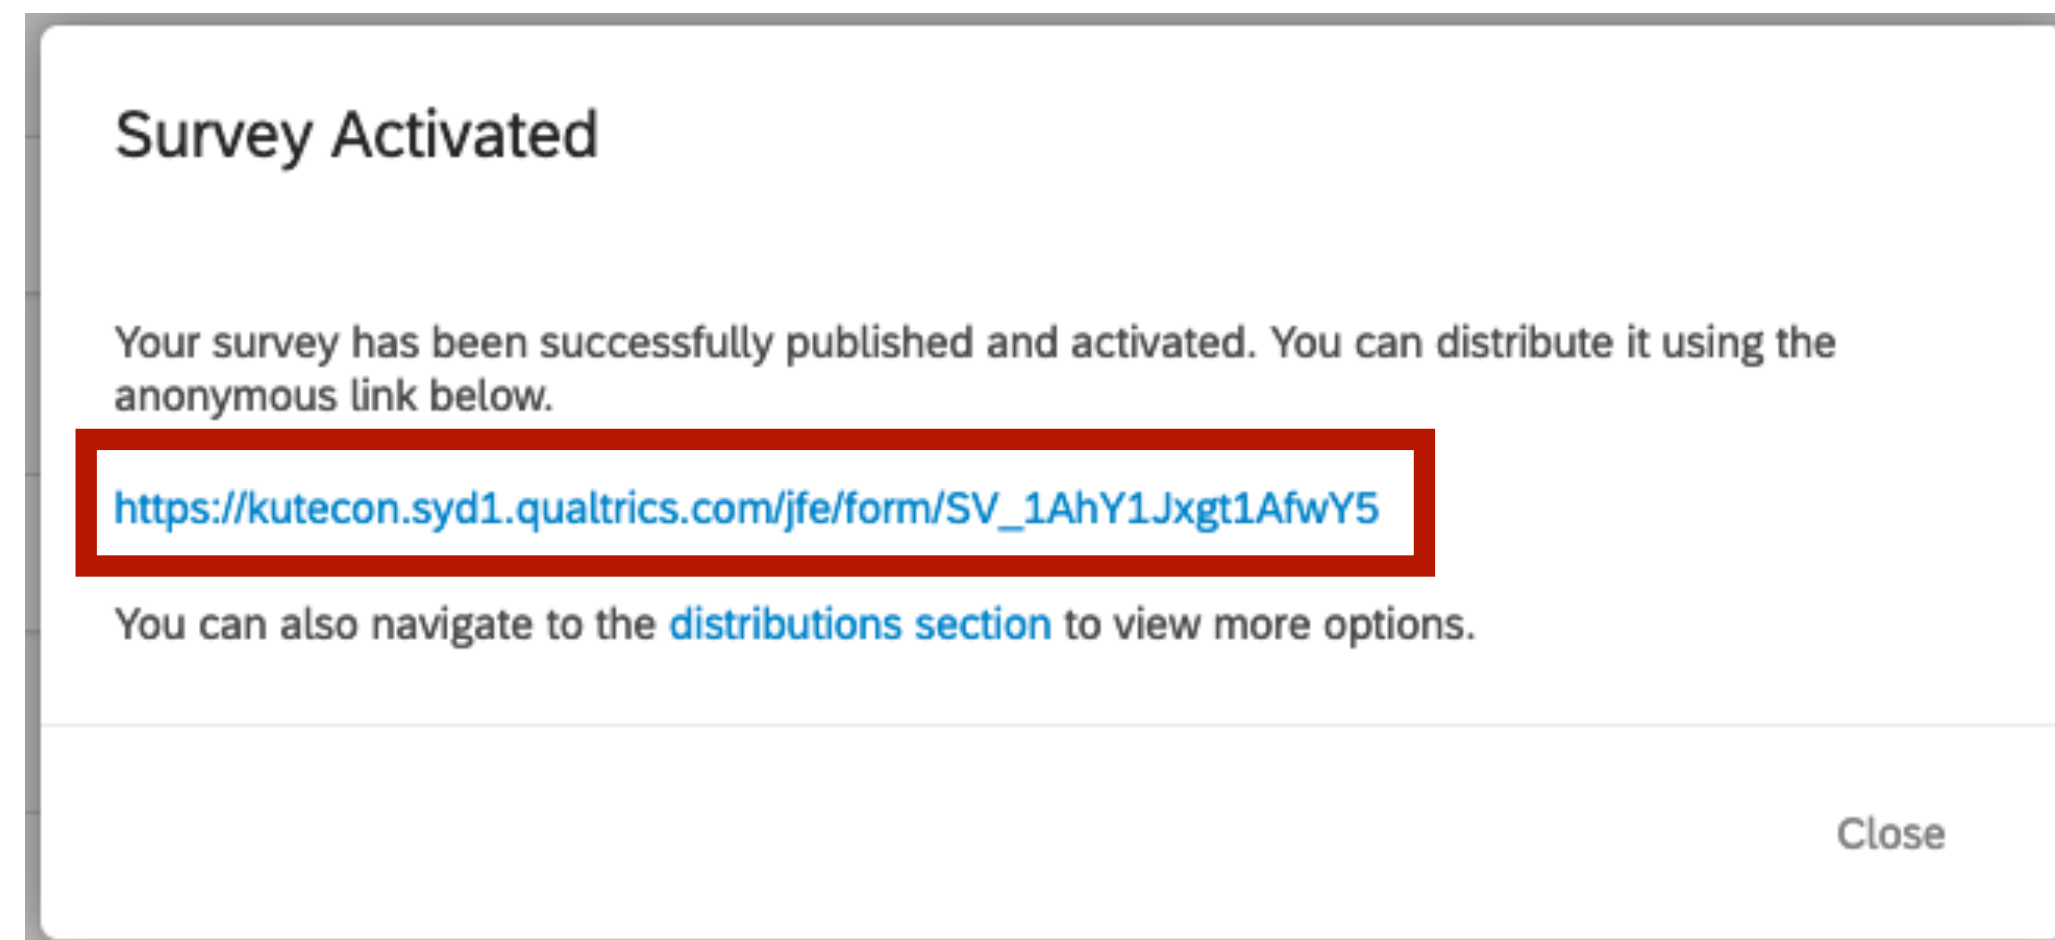 Survey Activated
Your survey has been successfully published and activated. You can distribute it using the
anonymous link below.
https://kutecon.syd1.qualtrics.com/jfe/form/SV_1AhY1Jxgt1AfwY5
You can also navigate to the distributions section to view more options.
Close